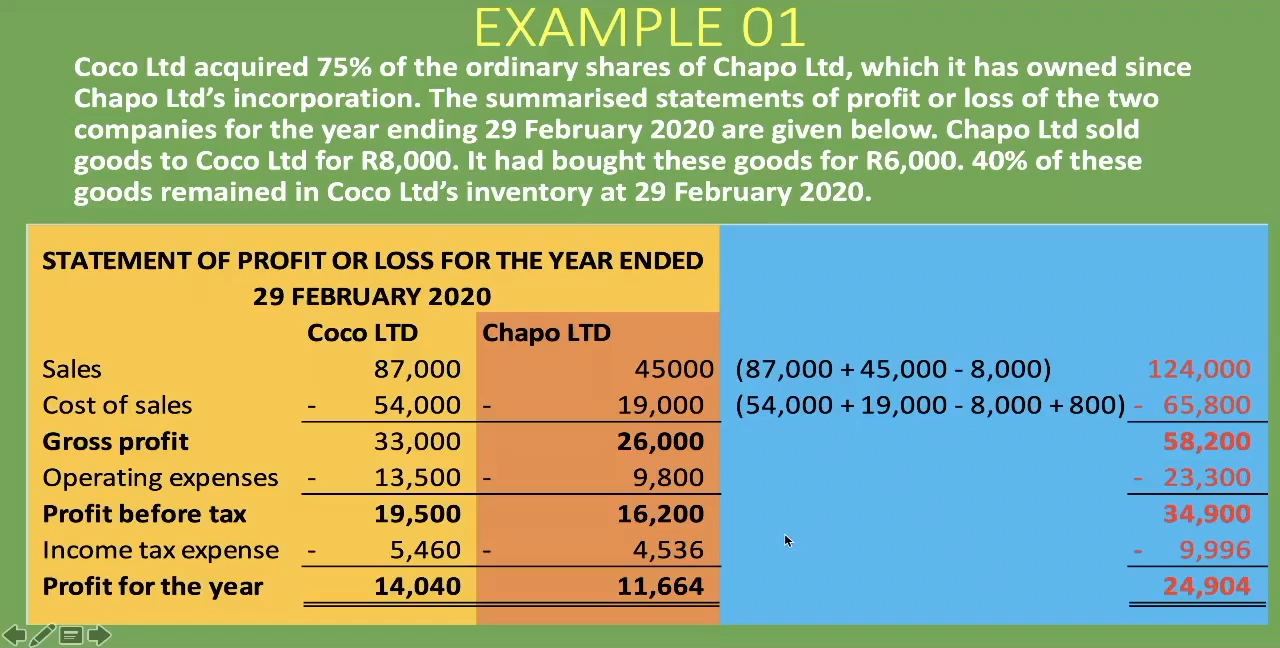 EXAMPLE 01
Coco Ltd acquired 75% of the ordinary shares of Chapo Ltd, which it has owned since
Chapo Ltd’s incorporation. The summarised statements of profit or loss of the two
companies for the year ending 29 February 2020 are given below. Chapo Ltd sold
goods to Coco Ltd for R8,000. It had bought these goods for R6,000. 40% of these
goods remained in Coco Ltd’s inventory at 29 February 2020.
STATEMENT OF PROFIT OR LOSS FOR THE YEAR ENDED
29 FEBRUARY 2020
Coco LTD Chapo LTD
Sales 87,000 45000 (87,000 + 45,000 - 8,000) 124,000
Cost of sales - 54,000 - 19,000 (54,000 + 19,000 - 8,000 + 800) - 65,800
Gross profit 33,000 26,000 58,200
Operating expenses - 13,500 - 9,800 - 23,300
Profit before tax 19,500 16,200 34,900
Income tax expense - 5,460 - 4,536 - 9,996
Profit for the year 14,040 11,664 24,904